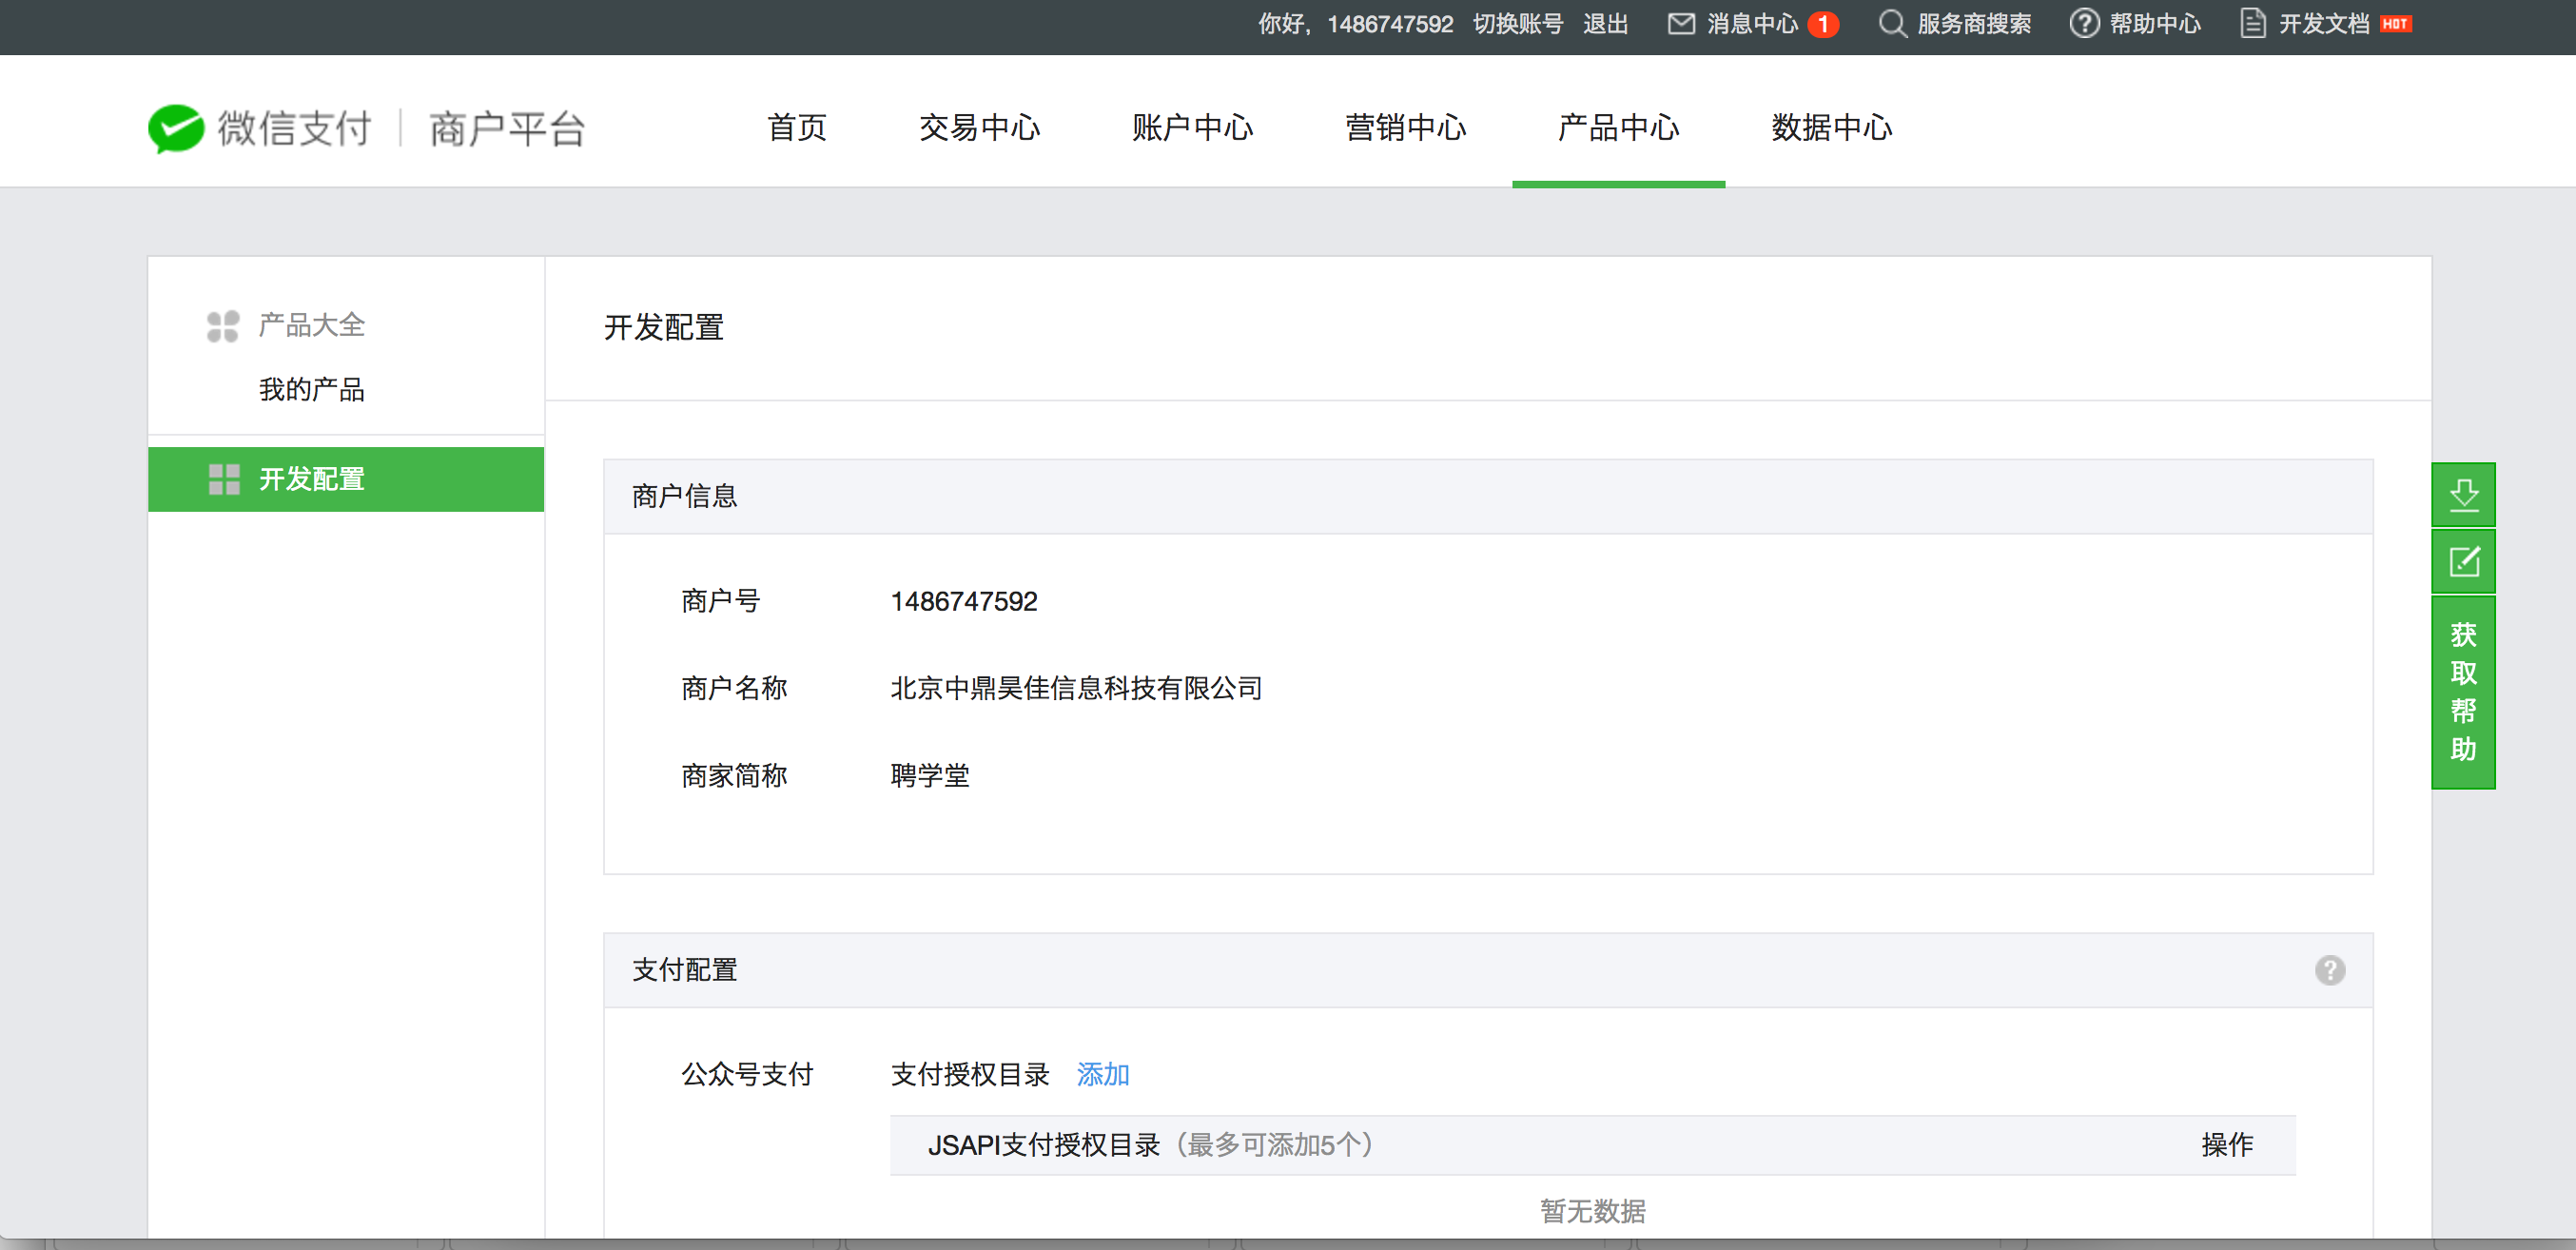 你好，1486747592 切换账号 退出 消息中心 1 服务商搜索 帮助中心 开发文档 HOT
微信支付 商户平台 首页 交易中心 账户中心 营销中心 产品中心 数据中心
产品大全
我的产品
开发配置
开发配置
商户信息
商户号 1486747592
商户名称 北京中鼎昊佳信息科技有限公司
商家简称 聘学堂
支付配置 ?
公众号支付 支付授权目录 添加
JSAPI支付授权目录（最多可添加5个） 操作
暂无数据
获
取
帮
助